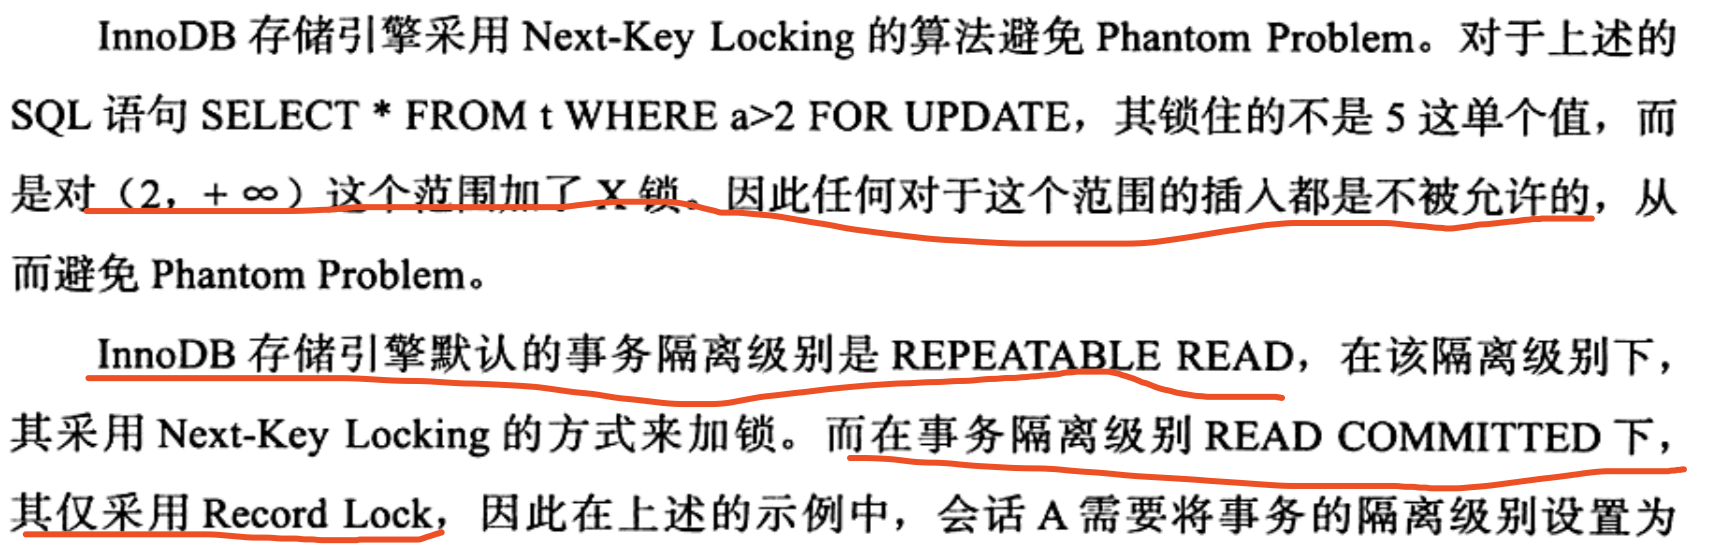 InnoDB 存储引擎采用 Next-Key Locking 的算法避免 Phantom Problem。对于上述的
SQL 语句 SELECT * FROM t WHERE a>2 FOR UPDATE，其锁住的不是 5 这单个值，而
是对（2，+∞）这个范围加了 X 锁。因此任何对于这个范围的插入都是不被允许的，从
而避免 Phantom Problem。
InnoDB 存储引擎默认的事务隔离级别是 REPEATABLE READ，在该隔离级别下，
其采用 Next-Key Locking 的方式来加锁。而在事务隔离级别 READ COMMITTED 下，
其仅采用 Record Lock，因此在上述的示例中，会话 A 需要将事务的隔离级别设置为